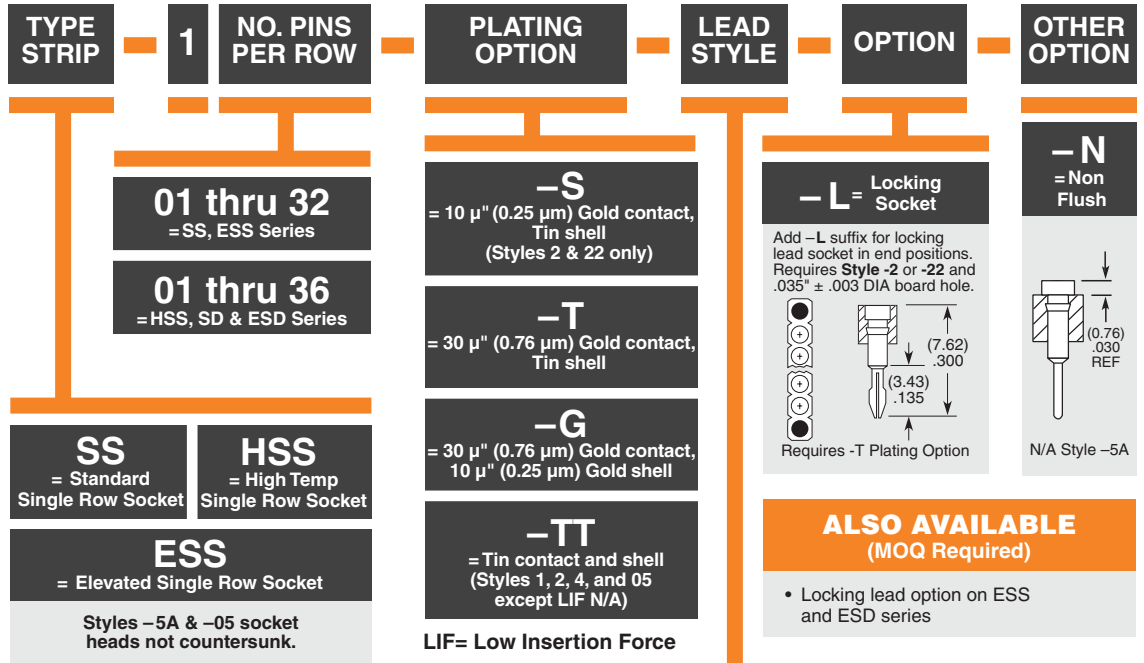 TYPE
STRIP
1
NO. PINS
PER ROW
PLATING
OPTION
LEAD
STYLE
OPTION
OTHER
OPTION
01 thru 32
= SS, ESS Series
01 thru 36
= HSS, SD & ESD Series
SS
= Standard
Single Row Socket
HSS
= High Temp
Single Row Socket
ESS
= Elevated Single Row Socket
Styles –5A & –05 socket
heads not countersunk.
–S
= 10 µ" (0.25 µm) Gold contact,
Tin shell
(Styles 2 & 22 only)
–T
= 30 µ" (0.76 µm) Gold contact,
Tin shell
–G
= 30 µ" (0.76 µm) Gold contact,
10 µ" (0.25 µm) Gold shell
–TT
= Tin contact and shell
(Styles 1, 2, 4, and 05
except LIF N/A)
LIF= Low Insertion Force
–L= Locking
Socket
Add –L suffix for locking
lead socket in end positions.
Requires Style -2 or -22 and
.035" ± .003 DIA board hole.
(7.62)
.300
(3.43)
.135
Requires -T Plating Option
–N
= Non
Flush
(0.76)
.030
REF
N/A Style –5A
ALSO AVAILABLE
(MOQ Required)
• Locking lead option on ESS
and ESD series